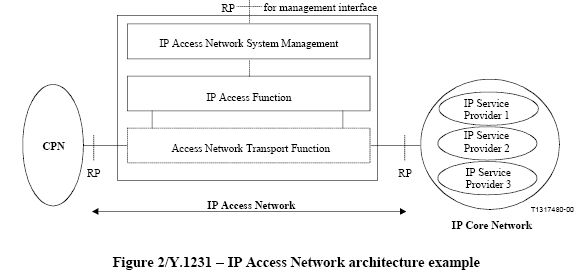 RP for management interface
IP Access Network System Management
IP Access Function
Access Network Transport Function
CPN
RP
RP
IP Service
Provider 1
IP Service
Provider 2
IP Service
Provider 3
IP Access Network
T1317480-00
IP Core Network
Figure 2/Y.1231 – IP Access Network architecture example